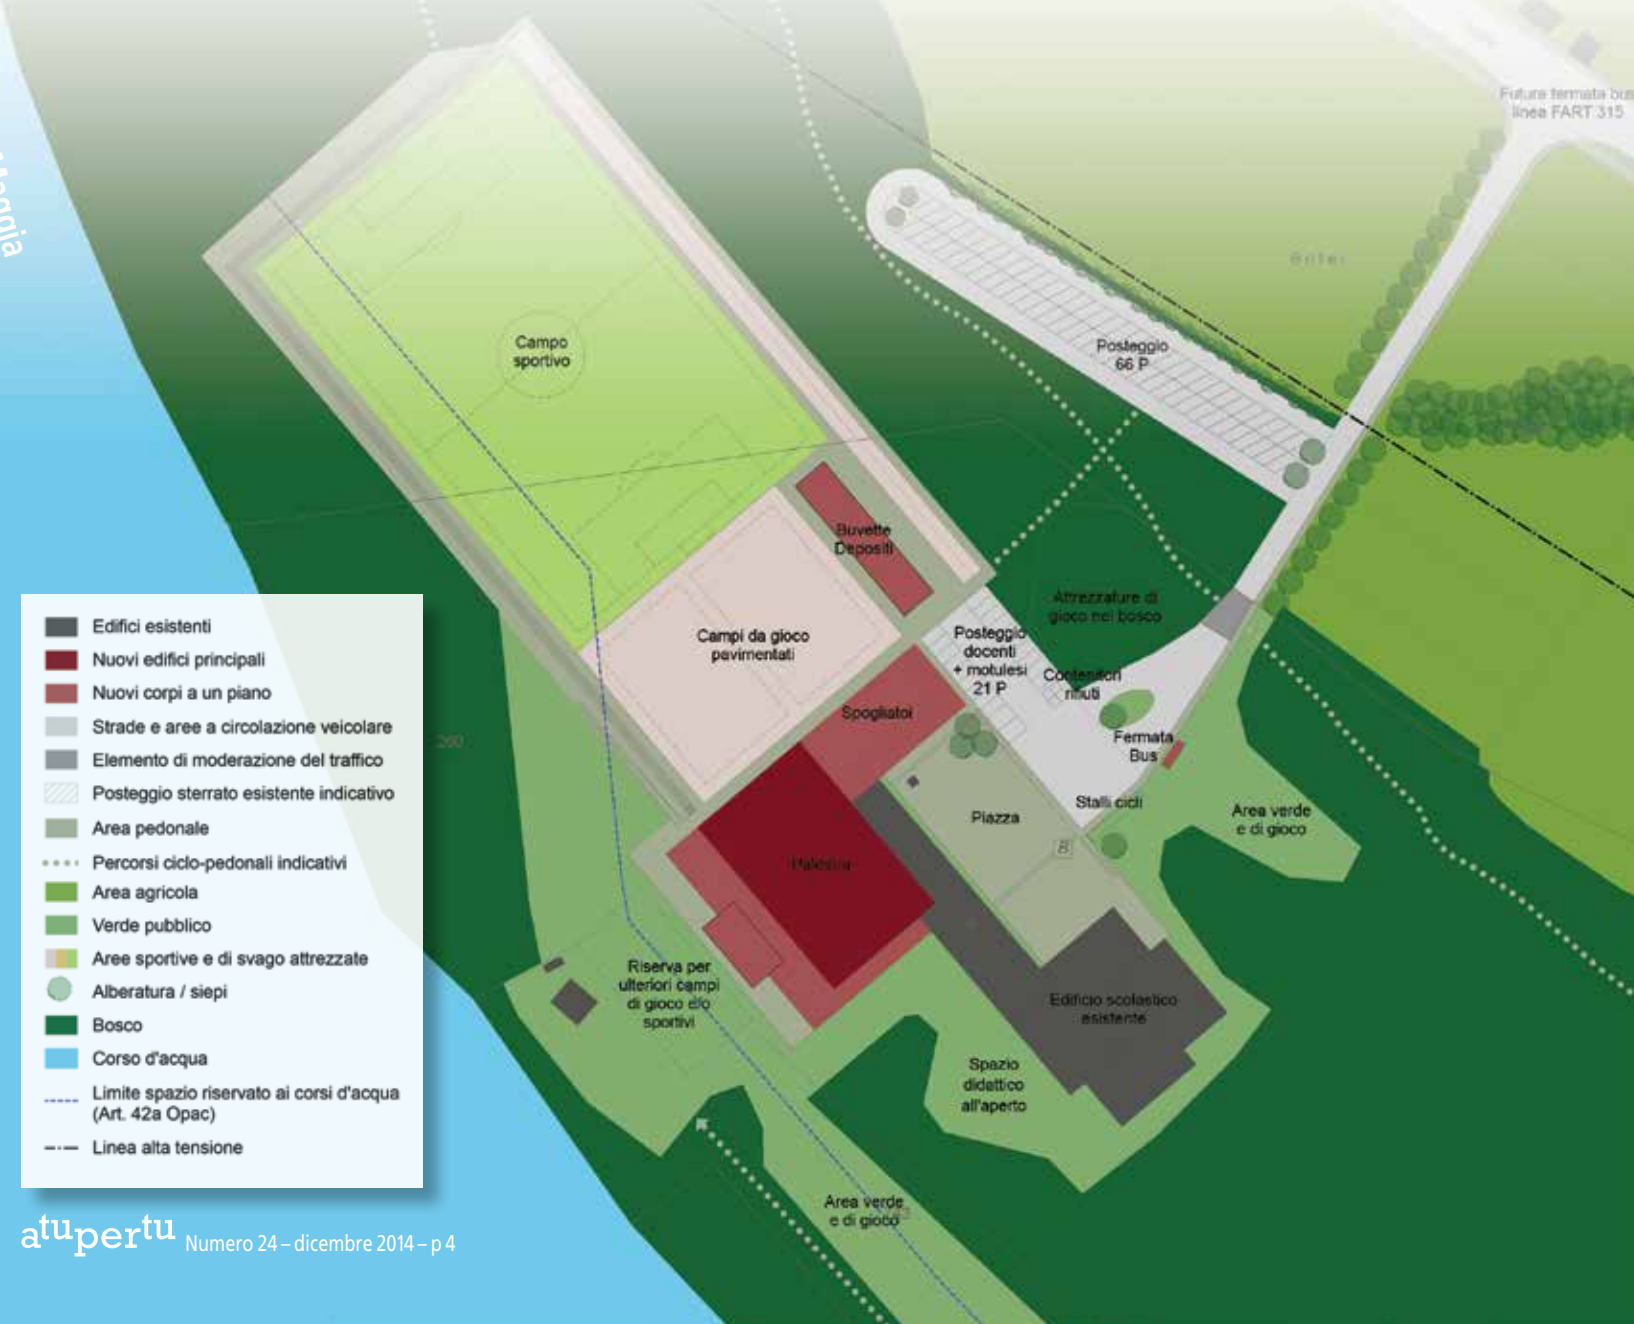 Maggia
Futura fermata bus
linea FART 315
Posteggio
66 P
Campo
sportivo
Buvette
Depositi
Attrezzature di
gioco nel bosco
Campi da gioco
pavimentati
Posteggio
docenti
+ motulesi
21 P
Contenitori
rifiuti
Spogliatoi
Fermata
Bus
260
Stalli cicli
Piazza
Area verde
e di gioco
Palestra
Riserva per
ulteriori campi
di gioco e/o
sportivi
Edificio scolastico
esistente
Spazio
didattico
all'aperto
Area verde
e di gioco
Edifici esistenti
Nuovi edifici principali
Nuovi corpi a un piano
Strade e aree a circolazione veicolare
Elemento di moderazione del traffico
Posteggio sterrato esistente indicativo
Area pedonale
Percorsi ciclo-pedonali indicativi
Area agricola
Verde pubblico
Aree sportive e di svago attrezzate
Alberatura / siepi
Bosco
Corso d'acqua
Limite spazio riservato ai corsi d'acqua
(Art. 42a Opac)
Linea alta tensione
atupertu Numero 24 – dicembre 2014 – p 4